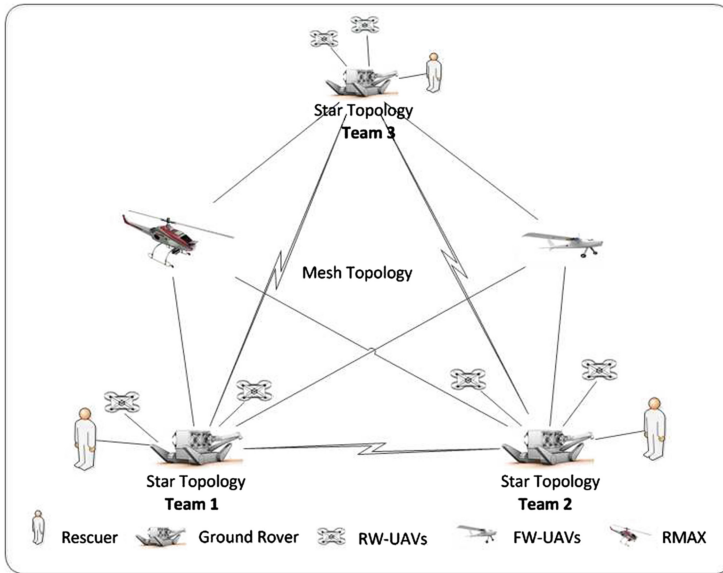 Star Topology
Team 3
Mesh Topology
Star Topology
Team 1
Star Topology
Team 2
Rescuer
Ground Rover
RW-UAVs
FW-UAVs
RMAX